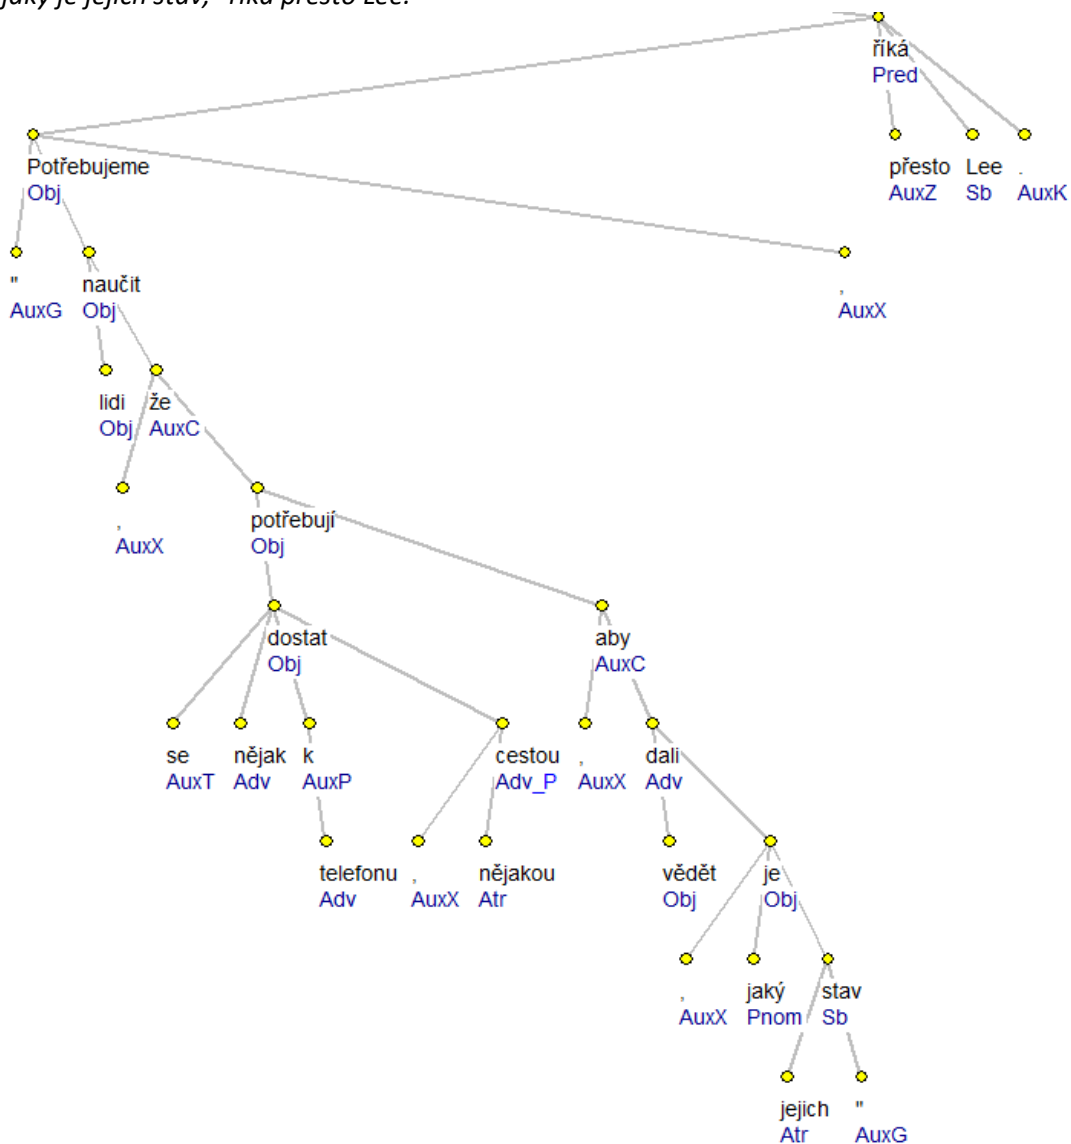 jaký je jejich stav," říká přesto Lee.
říká
Pred
Potřebujeme
Obj
přesto Lee .
AuxZ Sb AuxK
" naučit ,
AuxG Obj AuxX
lidi že
Obj AuxC
, potřebují
AuxX Obj
dostat aby
Obj AuxC
se nějak k cestou , dali
AuxT Adv AuxP Adv_P AuxX Adv
telefonu , nějakou vědět je
Adv AuxX Atr Obj Obj
, jaký stav
AuxX Pnom Sb
jejich "
Atr AuxG